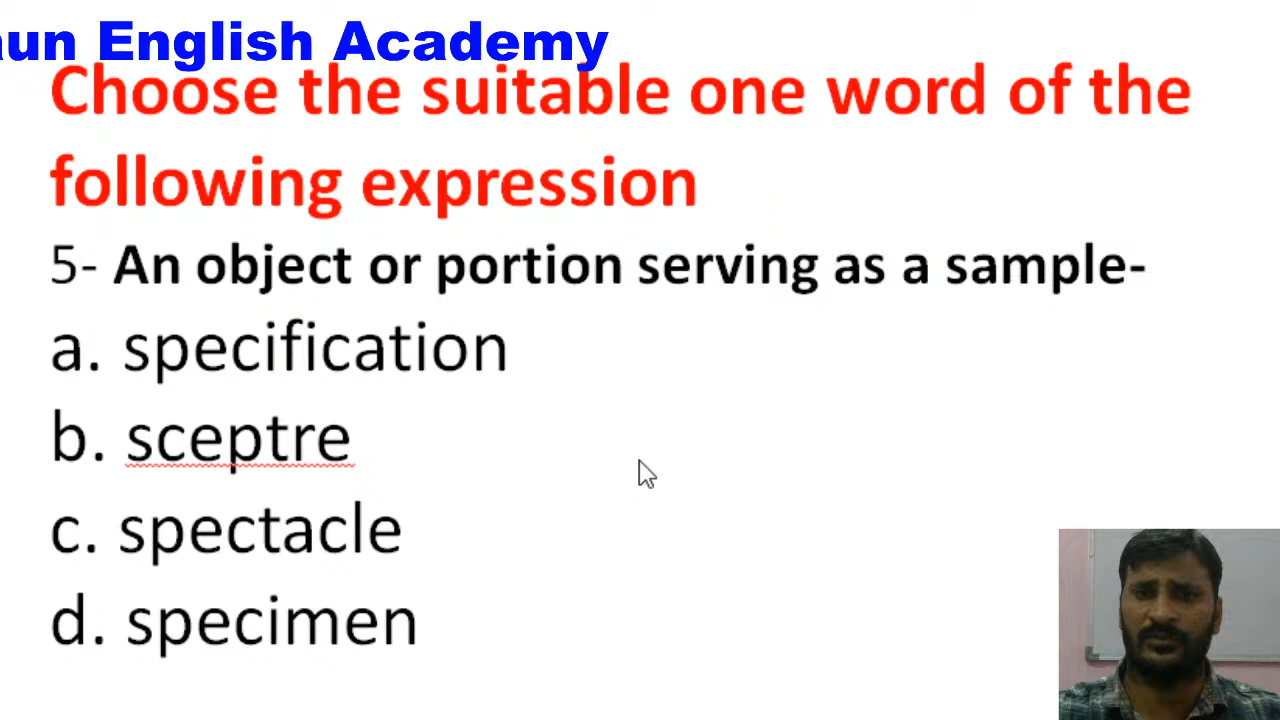 English Academy
Choose the suitable one word of the
following expression
5- An object or portion serving as a sample-
a. specification
b. sceptre
c. spectacle
d. specimen